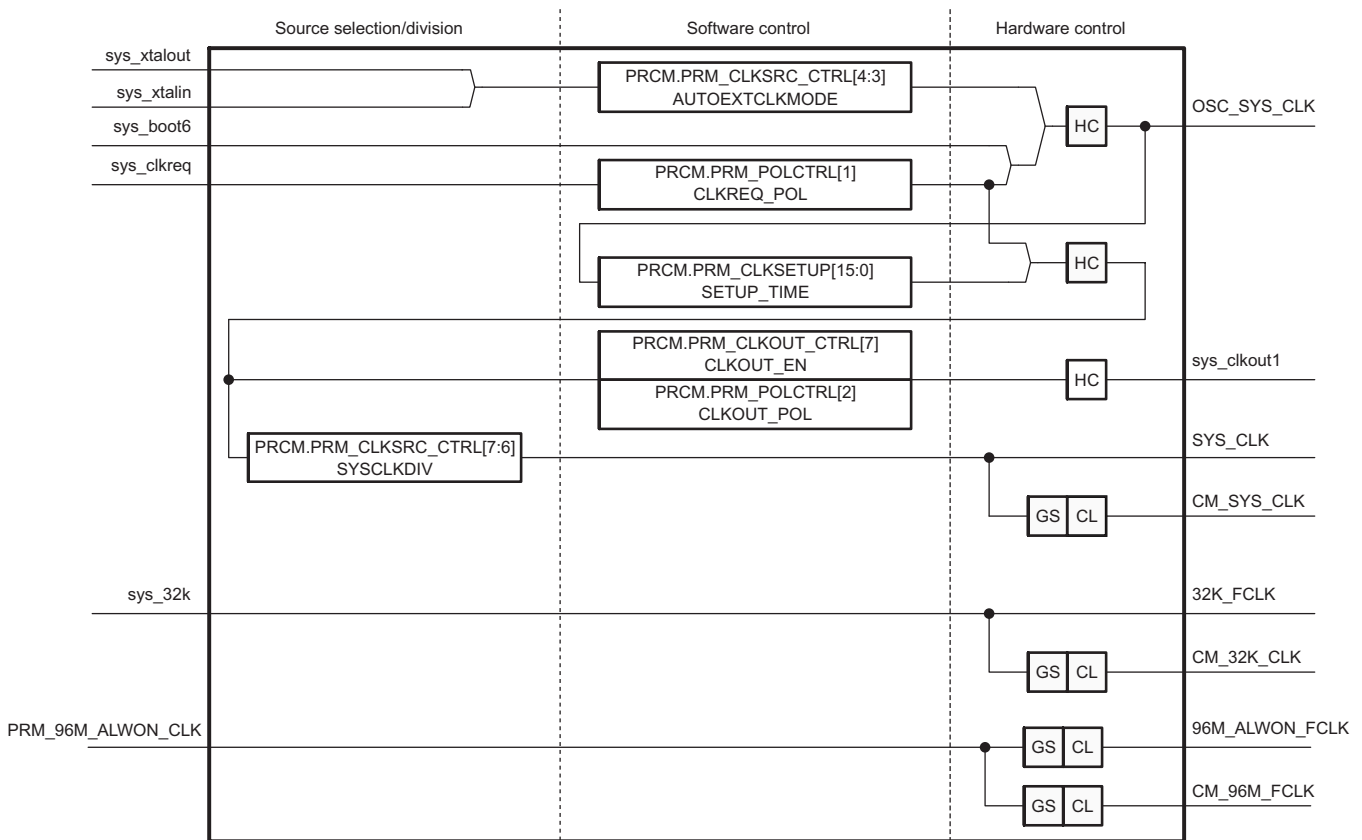 Source selection/division
Software control
Hardware control
sys_xtalout
sys_xtalin
sys_boot6
sys_clkreq
PRCM.PRM_CLKSRC_CTRL[4:3]
AUTOEXTCLKMODE
HC
OSC_SYS_CLK
PRCM.PRM_POLCTRL[1]
CLKREQ_POL
PRCM.PRM_CLKSETUP[15:0]
SETUP_TIME
HC
PRCM.PRM_CLKOUT_CTRL[7]
CLKOUT_EN
PRCM.PRM_POLCTRL[2]
CLKOUT_POL
HC
sys_clkout1
PRCM.PRM_CLKSRC_CTRL[7:6]
SYSCLKDIV
SYS_CLK
GS CL
CM_SYS_CLK
sys_32k
32K_FCLK
GS CL
CM_32K_CLK
PRM_96M_ALWON_CLK
GS CL
96M_ALWON_FCLK
GS CL
CM_96M_FCLK